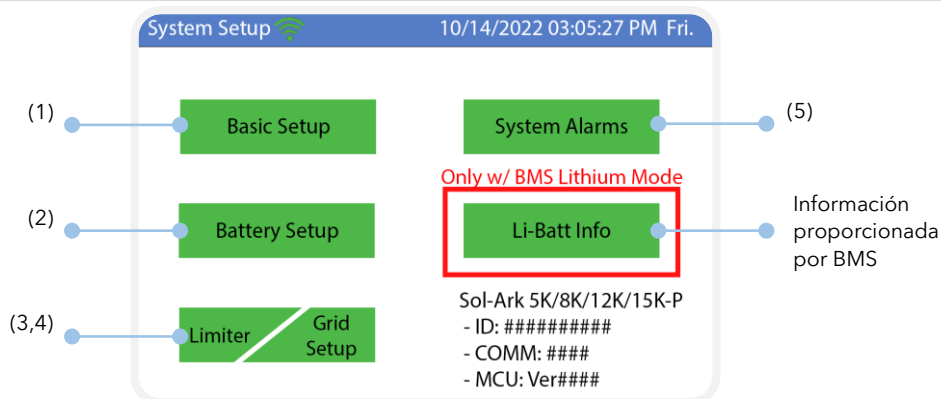 System Setup
10/14/2022 03:05:27 PM Fri.
(1)
Basic Setup
System Alarms
(5)
Only w/ BMS Lithium Mode
(2)
Battery Setup
Li-Batt Info
Información
proporcionada
por BMS
(3,4)
Limiter
Grid
Setup
Sol-Ark 5K/8K/12K/15K-P
- ID: ##########
- COMM: ####
- MCU: Ver####